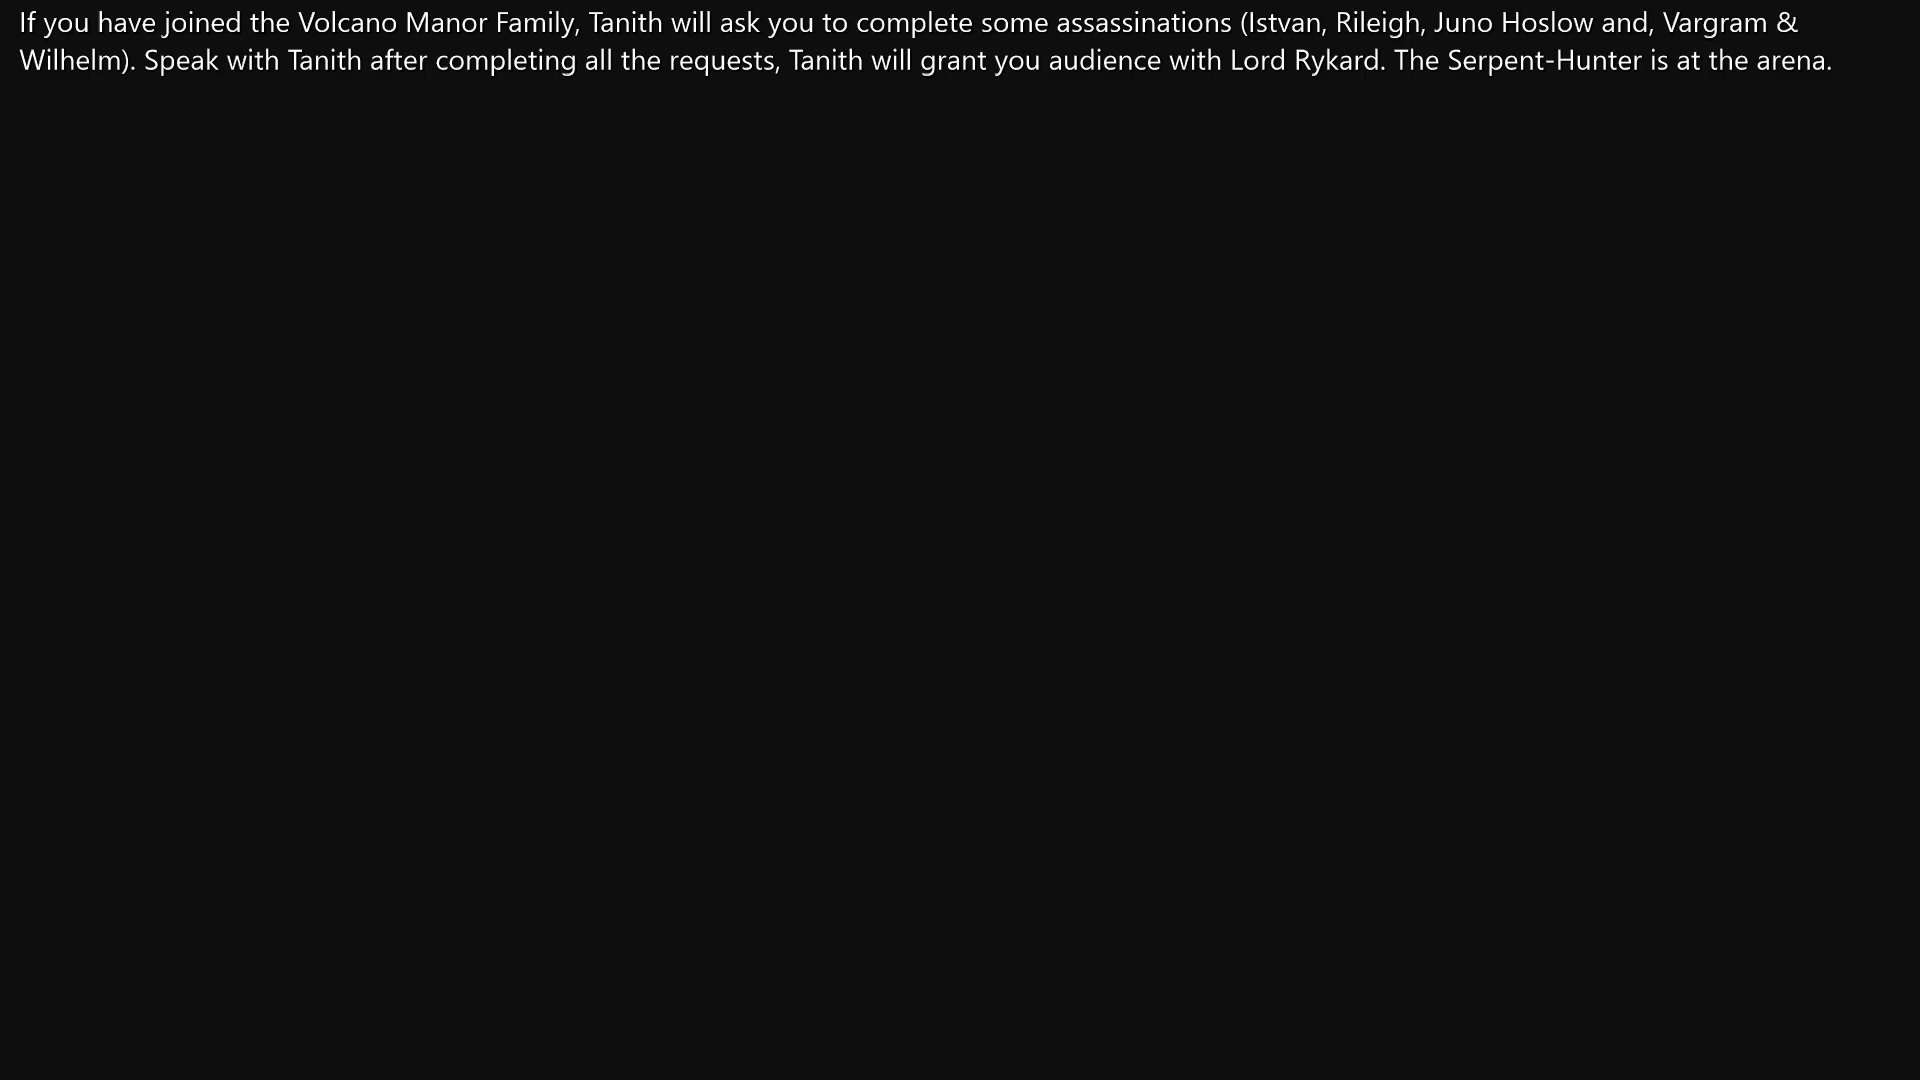 If you have joined the Volcano Manor Family, Tanith will ask you to complete some assassinations (Istvan, Rileigh, Juno Hoslow and, Vargram &
Wilhelm). Speak with Tanith after completing all the requests, Tanith will grant you audience with Lord Rykard. The Serpent-Hunter is at the arena.